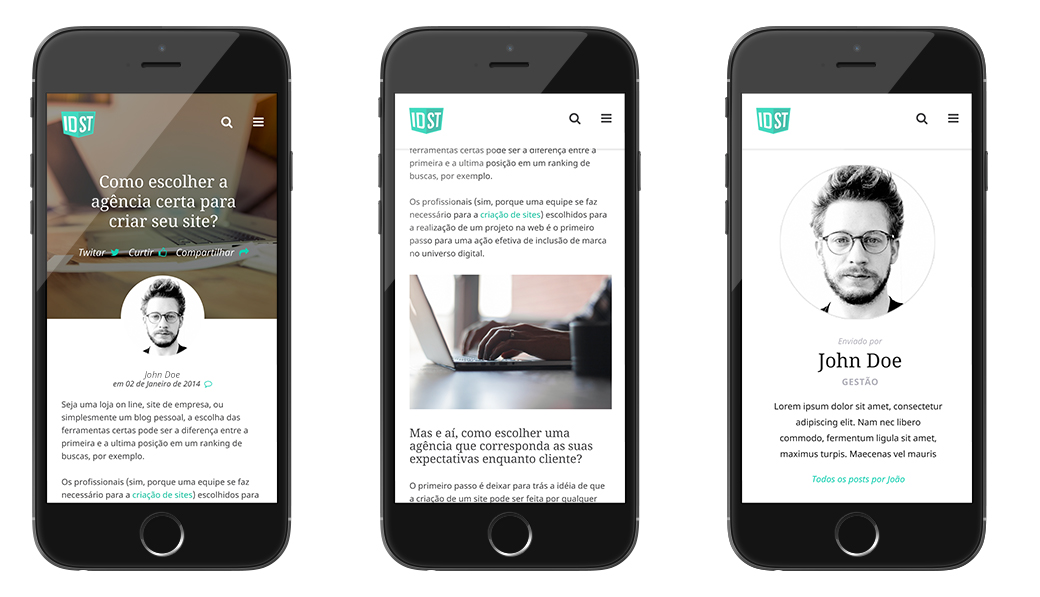 IDST
Como escolher a
agência certa para
criar seu site?
Twitar Curtir Compartilhar
John Doe
em 02 de Janeiro de 2014
Seja uma loja on line, site de empresa, ou
simplesmente um blog pessoal, a escolha das
ferramentas certas pode ser a diferença entre a
primeira e a ultima posição em um ranking de
buscas, por exemplo.
Os profissionais (sim, porque uma equipe se faz
necessário para a criação de sites) escolhidos para
IDST
ferramentas certas pode ser a diferença entre a
primeira e a ultima posição em um ranking de
buscas, por exemplo.
Os profissionais (sim, porque uma equipe se faz
necessário para a criação de sites) escolhidos para
a realização de um projeto na web é o primeiro
passo para uma ação efetiva de inclusão de marca
no universo digital.
Mas e aí, como escolher uma
agência que corresponda as suas
expectativas enquanto cliente?
O primeiro passo é deixar para trás a idéia de que
a criação de um site pode ser feita por qualquer
IDST
Enviado por
John Doe
GESTÃO
Lorem ipsum dolor sit amet, consectetur
adipiscing elit. Nam nec libero
commodo, fermentum ligula sit amet,
maximus turpis. Maecenas vel mauris
Todos os posts por João